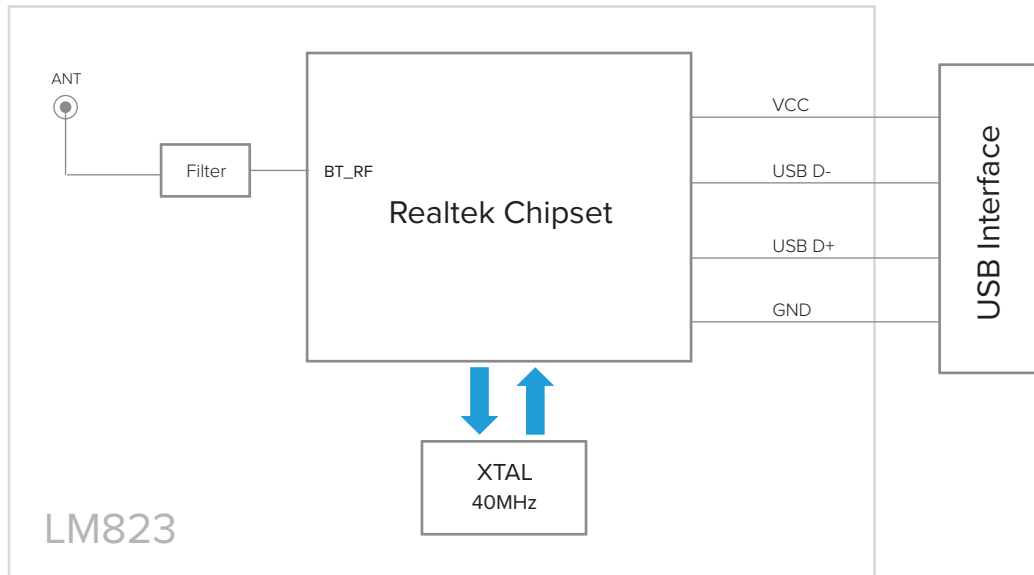 ANT
Filter
BT_RF
Realtek Chipset
VCC
USB D-
USB D+
GND
USB Interface
XTAL
40MHz
LM823